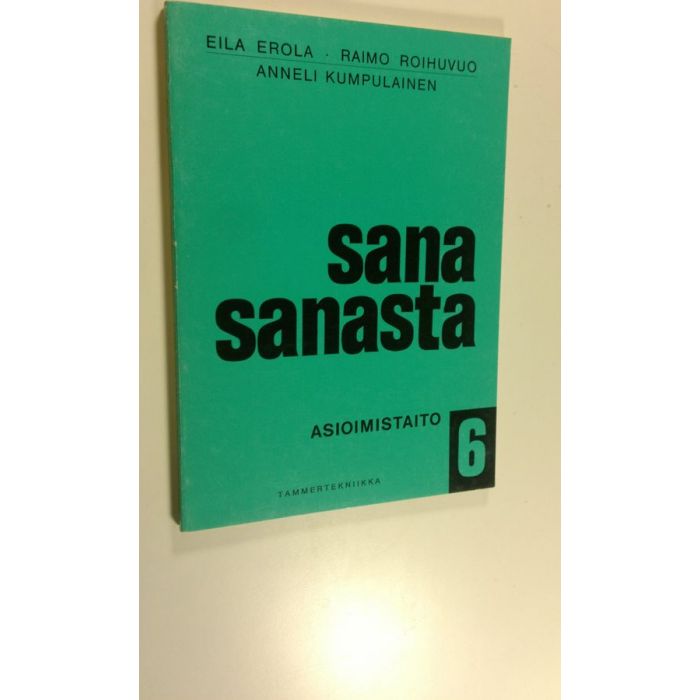 EILA EROLA · RAIMO ROIHUVUO
ANNELI KUMPULAINEN
sana
sanasta
ASIOIMISTAITO 6
TAMMERTEKNIIKKA